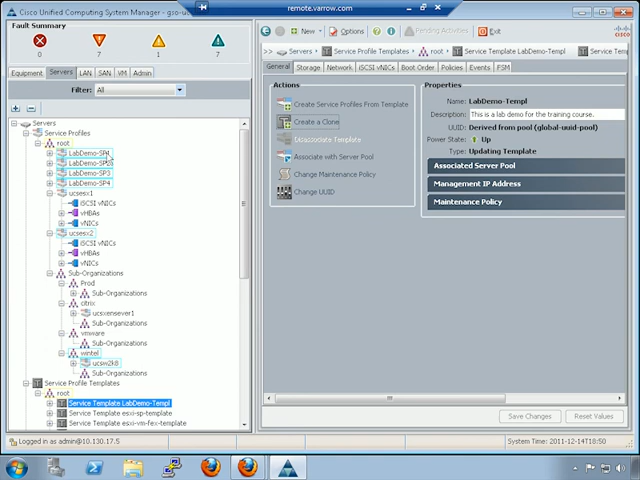 Cisco Unified Computing System Manager - gso-uc
remote.varrow.com
Fault Summary
0 7 1 7
Equipment Servers LAN SAN VM Admin
Filter: All
Servers
Service Profiles
root
LabDemo-SP1
LabDemo-SP2
LabDemo-SP3
LabDemo-SP4
ucsesx1
iSCSI vNICs
vHBAs
vNICs
ucsesx2
iSCSI vNICs
vHBAs
vNICs
Sub-Organizations
Prod
Sub-Organizations
citrix
ucsxenserver1
Sub-Organizations
vmware
Sub-Organizations
wintel
ucsw2k8
Sub-Organizations
Service Profile Templates
root
Service Template LabDemo-Templ
Service Template esxi-sp-template
Service Template esxi-vm-fex-template
Logged in as admin@10.130.17.5
New Options Pending Activities Exit
>> Servers Service Profile Templates root Service Template LabDemo-Templ Service Tem
General Storage Network iSCSI vNICs Boot Order Policies Events FSM
Actions
Create Service Profiles From Template
Create a Clone
Disassociate Template
Associate with Server Pool
Change Maintenance Policy
Change UUID
Properties
Name: LabDemo-Templ
Description: This is a lab demo for the training course.
UUID: Derived from pool (global-uuid-pool)
Power State: Up
Type: Updating Template
Associated Server Pool
Management IP Address
Maintenance Policy
Save Changes Reset Values
System Time: 2011-12-14T18:50